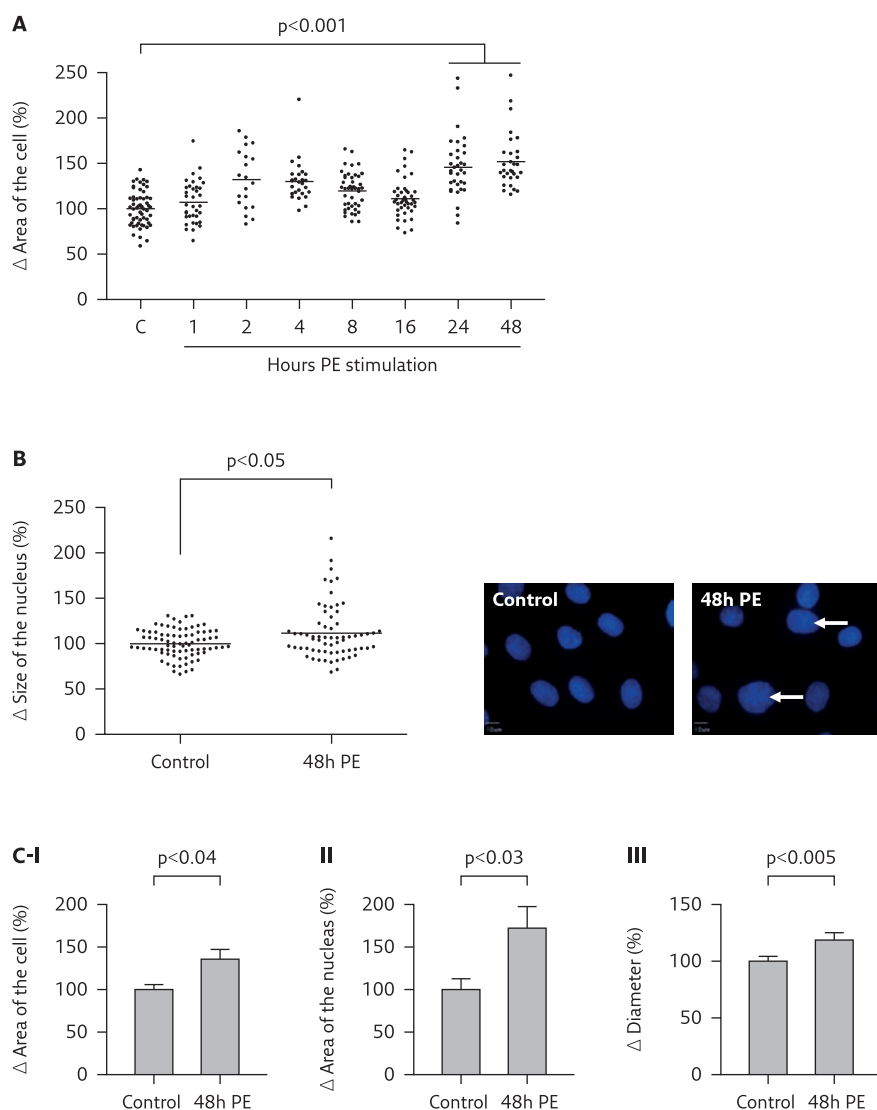 A
p<0.001
△ Area of the cell (%)
250
200
150
100
50
0
C 1 2 4 8 16 24 48
Hours PE stimulation
B
p<0.05
△ Size of the nucleus (%)
250
200
150
100
50
0
Control 48h PE
Control
48h PE
C-I
p<0.04
△ Area of the cell (%)
200
150
100
50
0
Control 48h PE
II
p<0.03
△ Area of the nucleas (%)
200
150
100
50
0
Control 48h PE
III
p<0.005
△ Diameter (%)
150
100
50
0
Control 48h PE